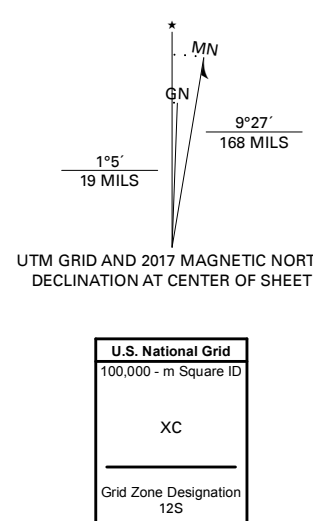 ★
MN
GN
9°27´
168 MILS
1°5´
19 MILS
UTM GRID AND 2017 MAGNETIC NORT
DECLINATION AT CENTER OF SHEET
U.S. National Grid
100,000 - m Square ID
XC
Grid Zone Designation
12S